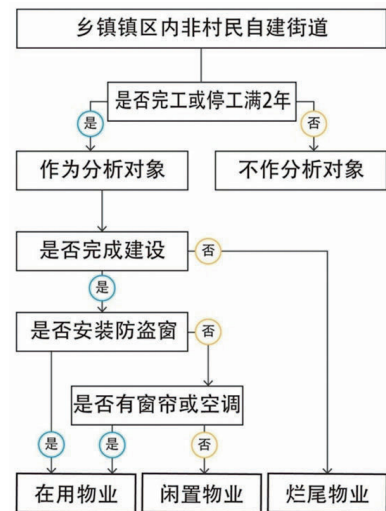 乡镇镇区内非村民自建街道
是否完工或停工满2年
是
否
作为分析对象
不作分析对象
是否完成建设
否
是
是否安装防盗窗
否
是否有窗帘或空调
是
是
否
在用物业
闲置物业
烂尾物业